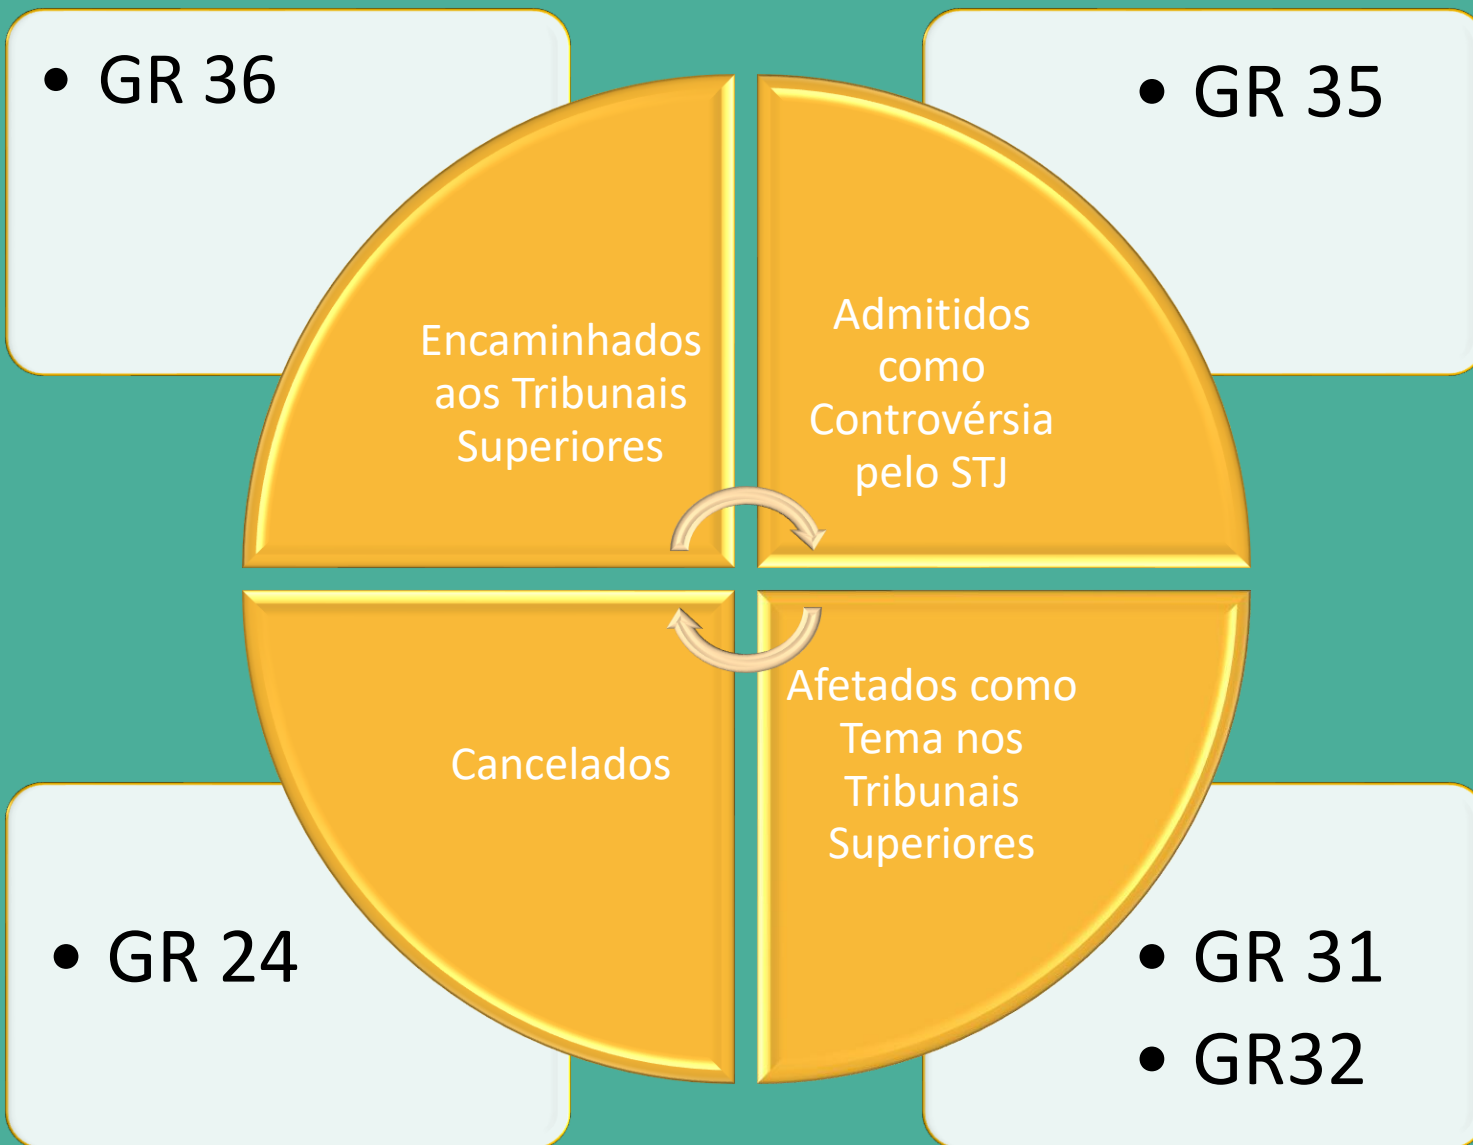 • GR 36
Encaminhados
aos Tribunais
Superiores
• GR 35
Admitidos
como
Controvérsia
pelo STJ
Cancelados
• GR 24
Afetados como
Tema nos
Tribunais
Superiores
• GR 31
• GR32